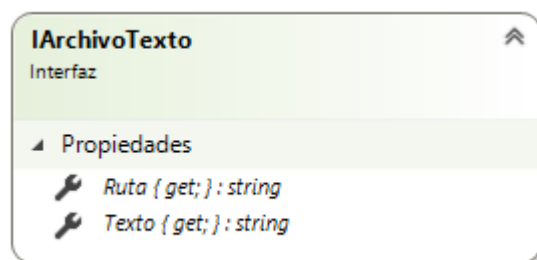 IArchivoTexto
Interfaz
Propiedades
Ruta { get; } : string
Texto { get; } : string